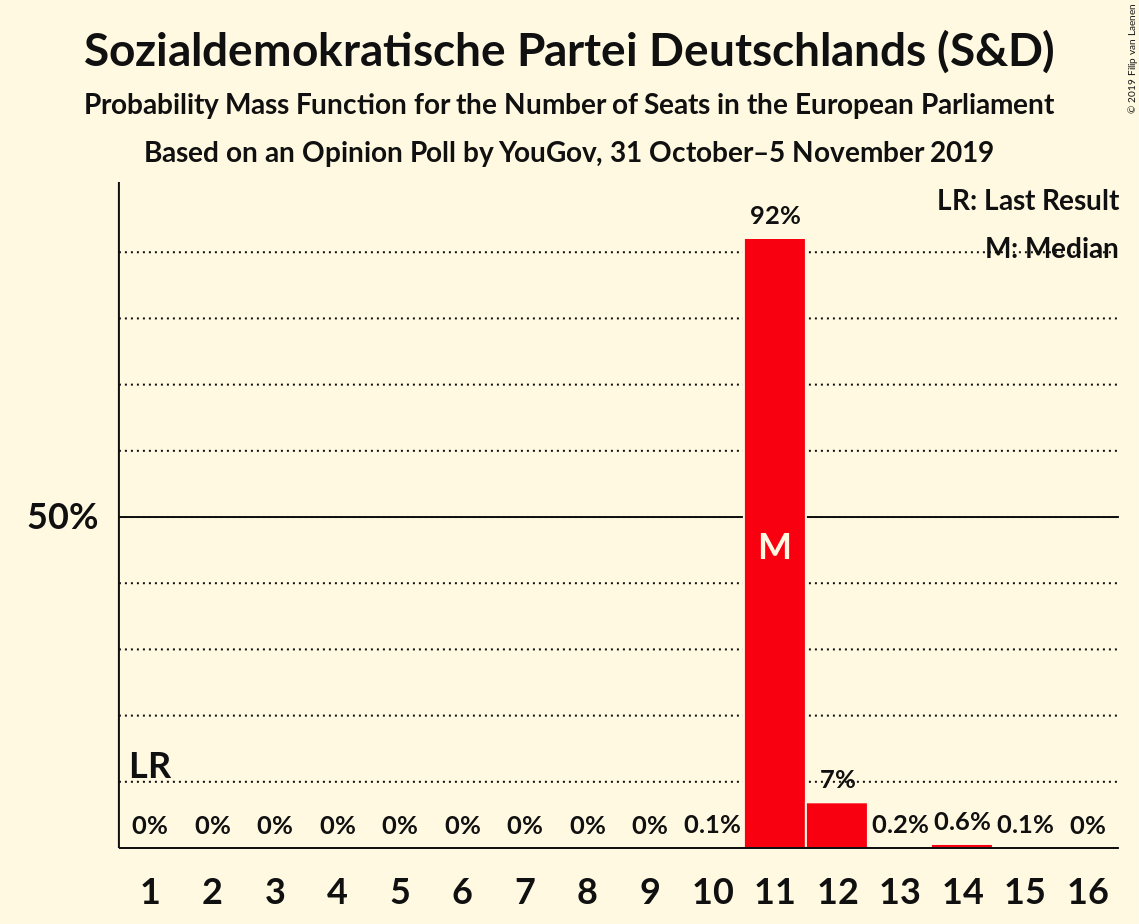 Sozialdemokratische Partei Deutschlands (S&D)
Probability Mass Function for the Number of Seats in the European Parliament
Based on an Opinion Poll by YouGov, 31 October–5 November 2019
© 2019 Filip van Laenen
LR: Last Result
M: Median
92%
50%
M
LR
7%
0% 0% 0% 0% 0% 0% 0% 0% 0% 0.1% 0.2% 0.6% 0.1% 0%
1 2 3 4 5 6 7 8 9 10 11 12 13 14 15 16